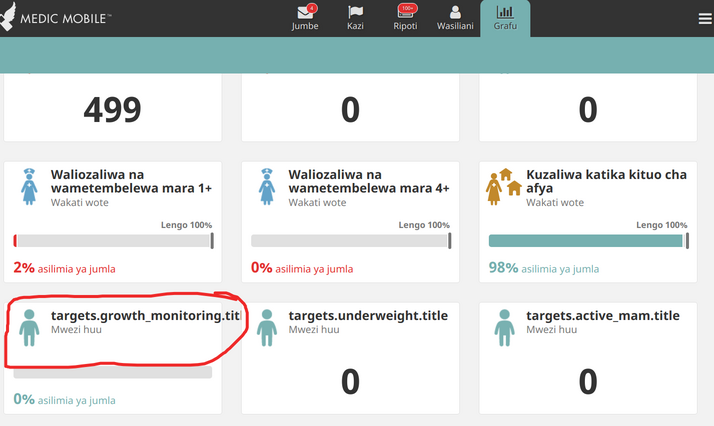 MEDIC MOBILE™
4
100+
Jumbe
Kazi
Ripoti
Wasiliani
Grafu
499
0
0
Waliozaliwa na
wametembelewa mara 1+
Wakati wote
Lengo 100%
2% asilimia ya jumla
Waliozaliwa na
wametembelewa mara 4+
Wakati wote
Lengo 100%
0% asilimia ya jumla
Kuzaliwa katika kituo cha
afya
Wakati wote
Lengo 100%
98% asilimia ya jumla
targets.growth_monitoring.tit
Mwezi huu
0% asilimia ya jumla
targets.underweight.title
Mwezi huu
0
targets.active_mam.title
Mwezi huu
0